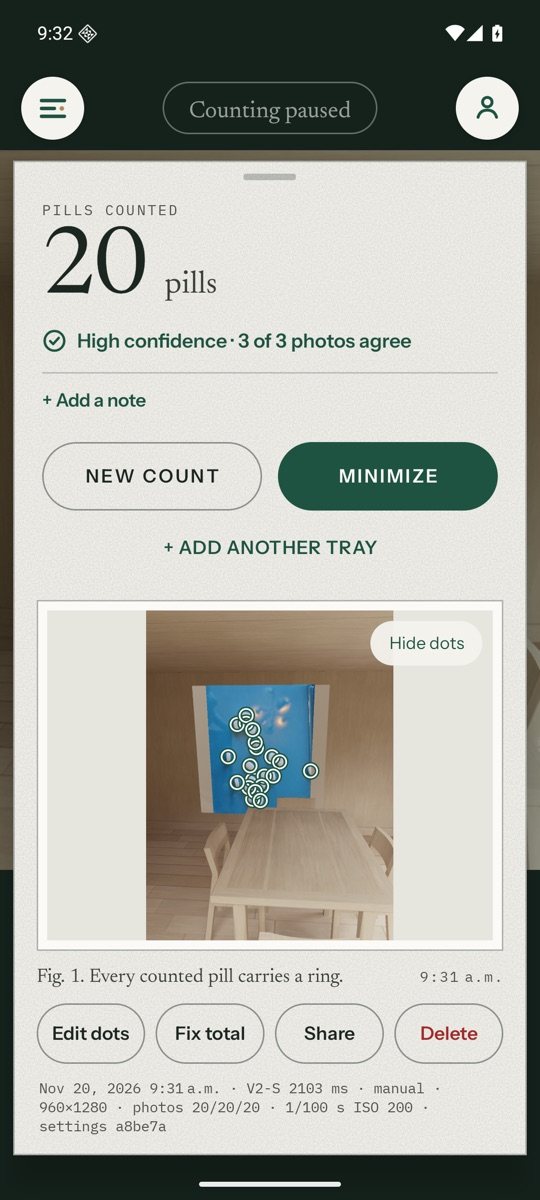 9:32
Counting paused
PILLS COUNTED
20 pills
High confidence · 3 of 3 photos agree
+ Add a note
NEW COUNT
MINIMIZE
+ ADD ANOTHER TRAY
Hide dots
Fig. 1. Every counted pill carries a ring.
9:31 a.m.
Edit dots
Fix total
Share
Delete
Nov 20, 2026 9:31 a.m. · V2-S 2103 ms · manual ·
960×1280 · photos 20/20/20 · 1/100 s ISO 200 ·
settings a8be7a